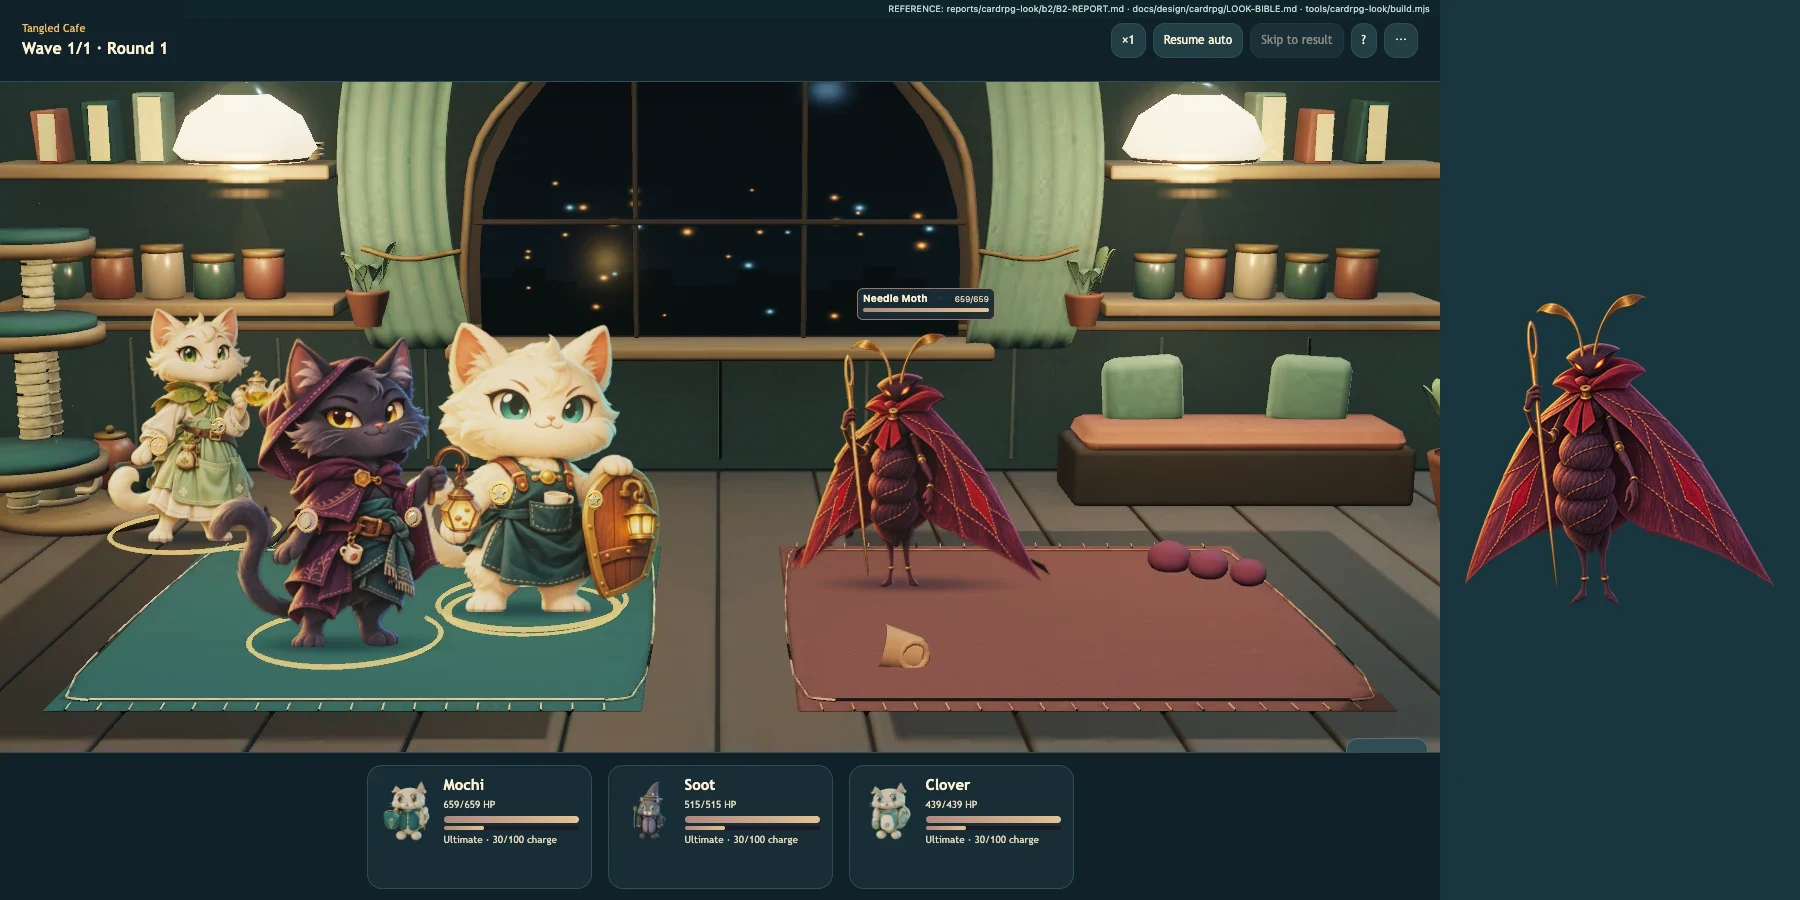 REFERENCE: reports/cardrpg-look/b2/B2-REPORT.md · docs/design/cardrpg/LOOK-BIBLE.md · tools/cardrpg-look/build.mjs
Tangled Cafe
Wave 1/1 · Round 1
×1
Resume auto
Skip to result
?
...
Needle Moth 659/659
Mochi
659/659 HP
Ultimate · 30/100 charge
Soot
515/515 HP
Ultimate · 30/100 charge
Clover
439/439 HP
Ultimate · 30/100 charge